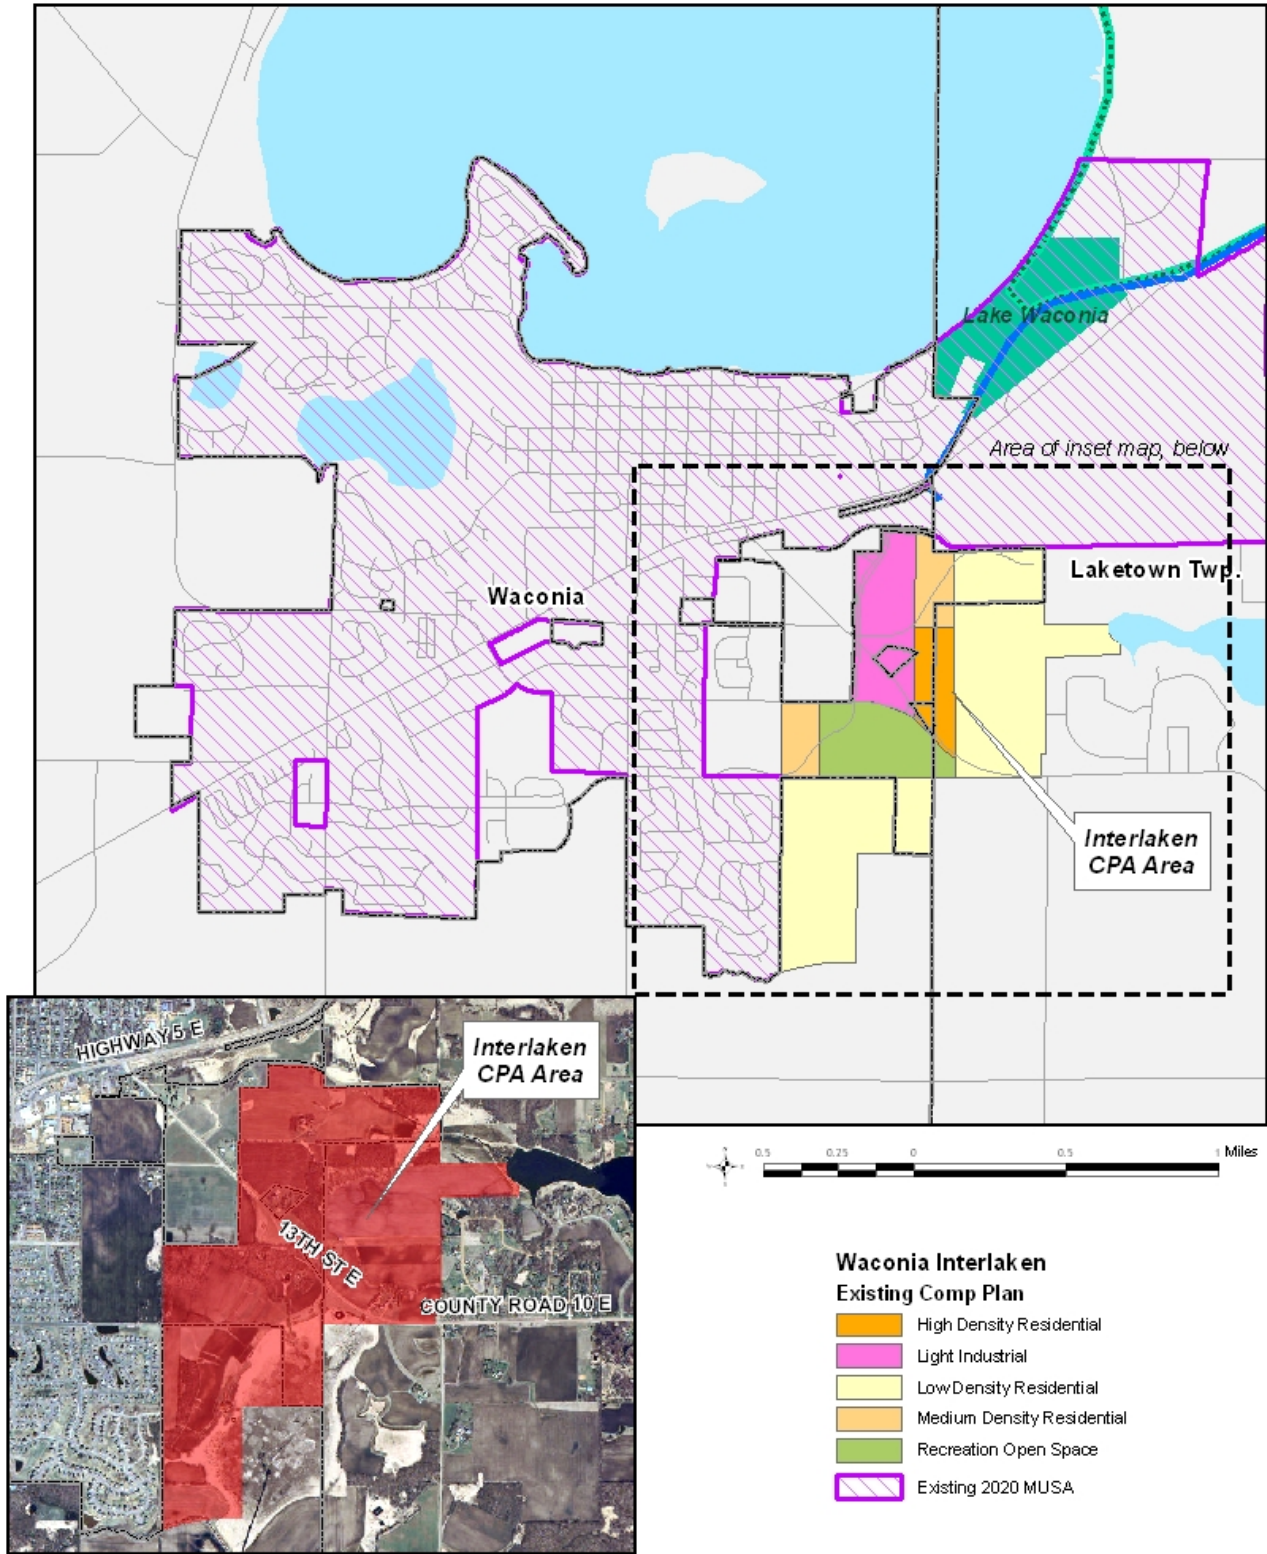 Lake Waconia
Area of inset map, below
Laketown Twp.
Waconia
Interlaken
CPA Area
HIGHWAY 5 E
Interlaken
CPA Area
13TH ST E
COUNTY ROAD 10 E
0.5 0.25 0 0.5 1 Miles
Waconia Interlaken
Existing Comp Plan
High Density Residential
Light Industrial
Low Density Residential
Medium Density Residential
Recreation Open Space
Existing 2020 MUSA